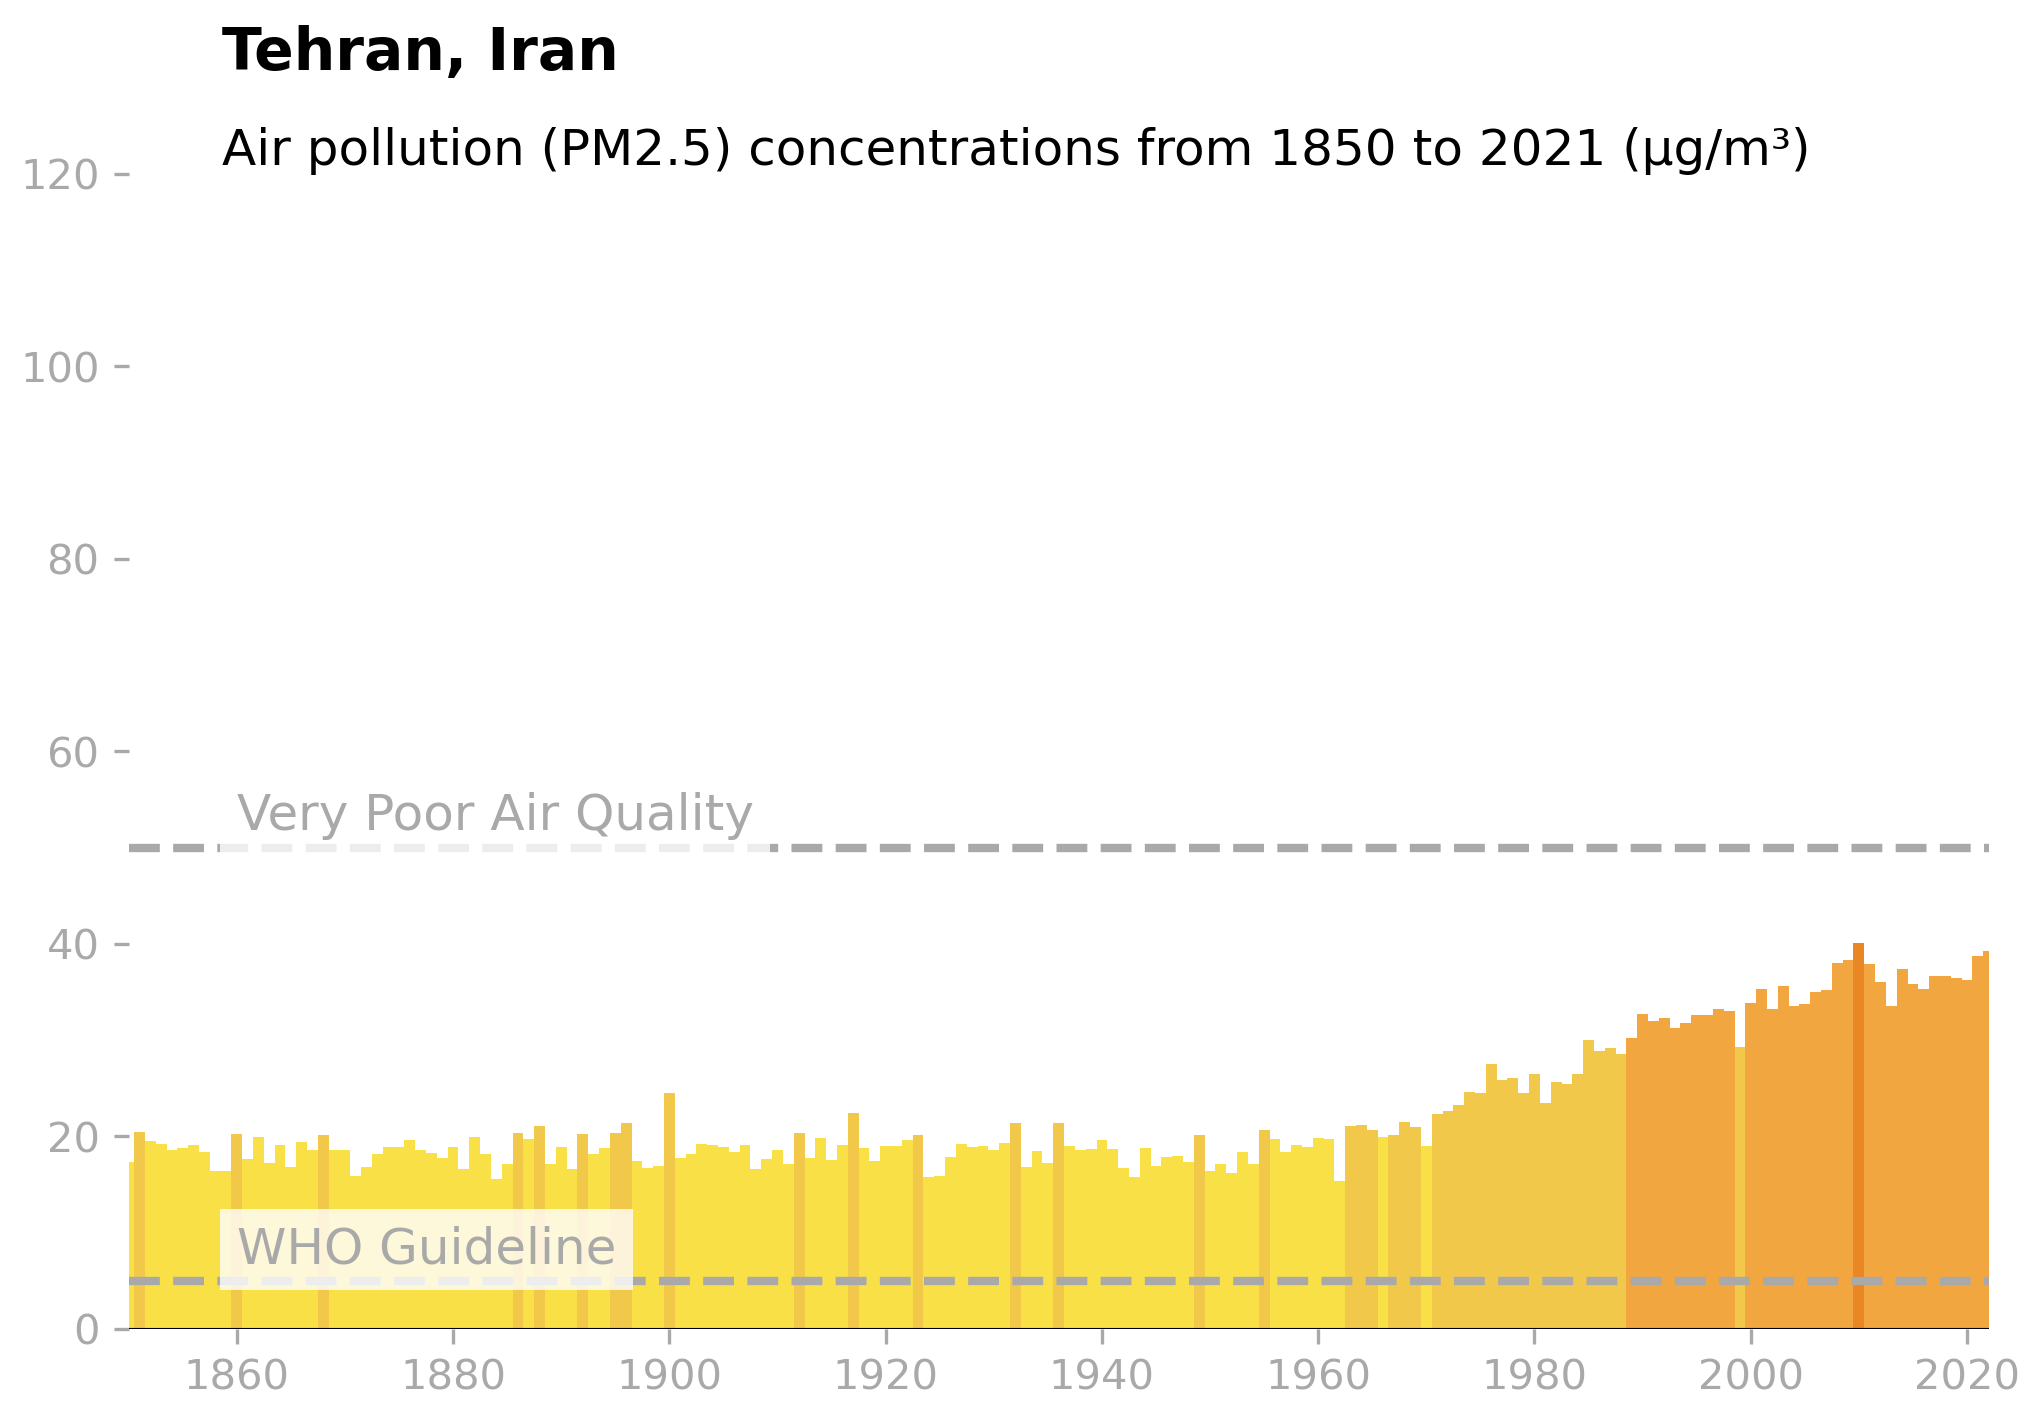 Tehran, Iran
Air pollution (PM2.5) concentrations from 1850 to 2021 (µg/m³)
120
100
80
60
Very Poor Air Quality
40
20
WHO Guideline
0
1860 1880 1900 1920 1940 1960 1980 2000 2020